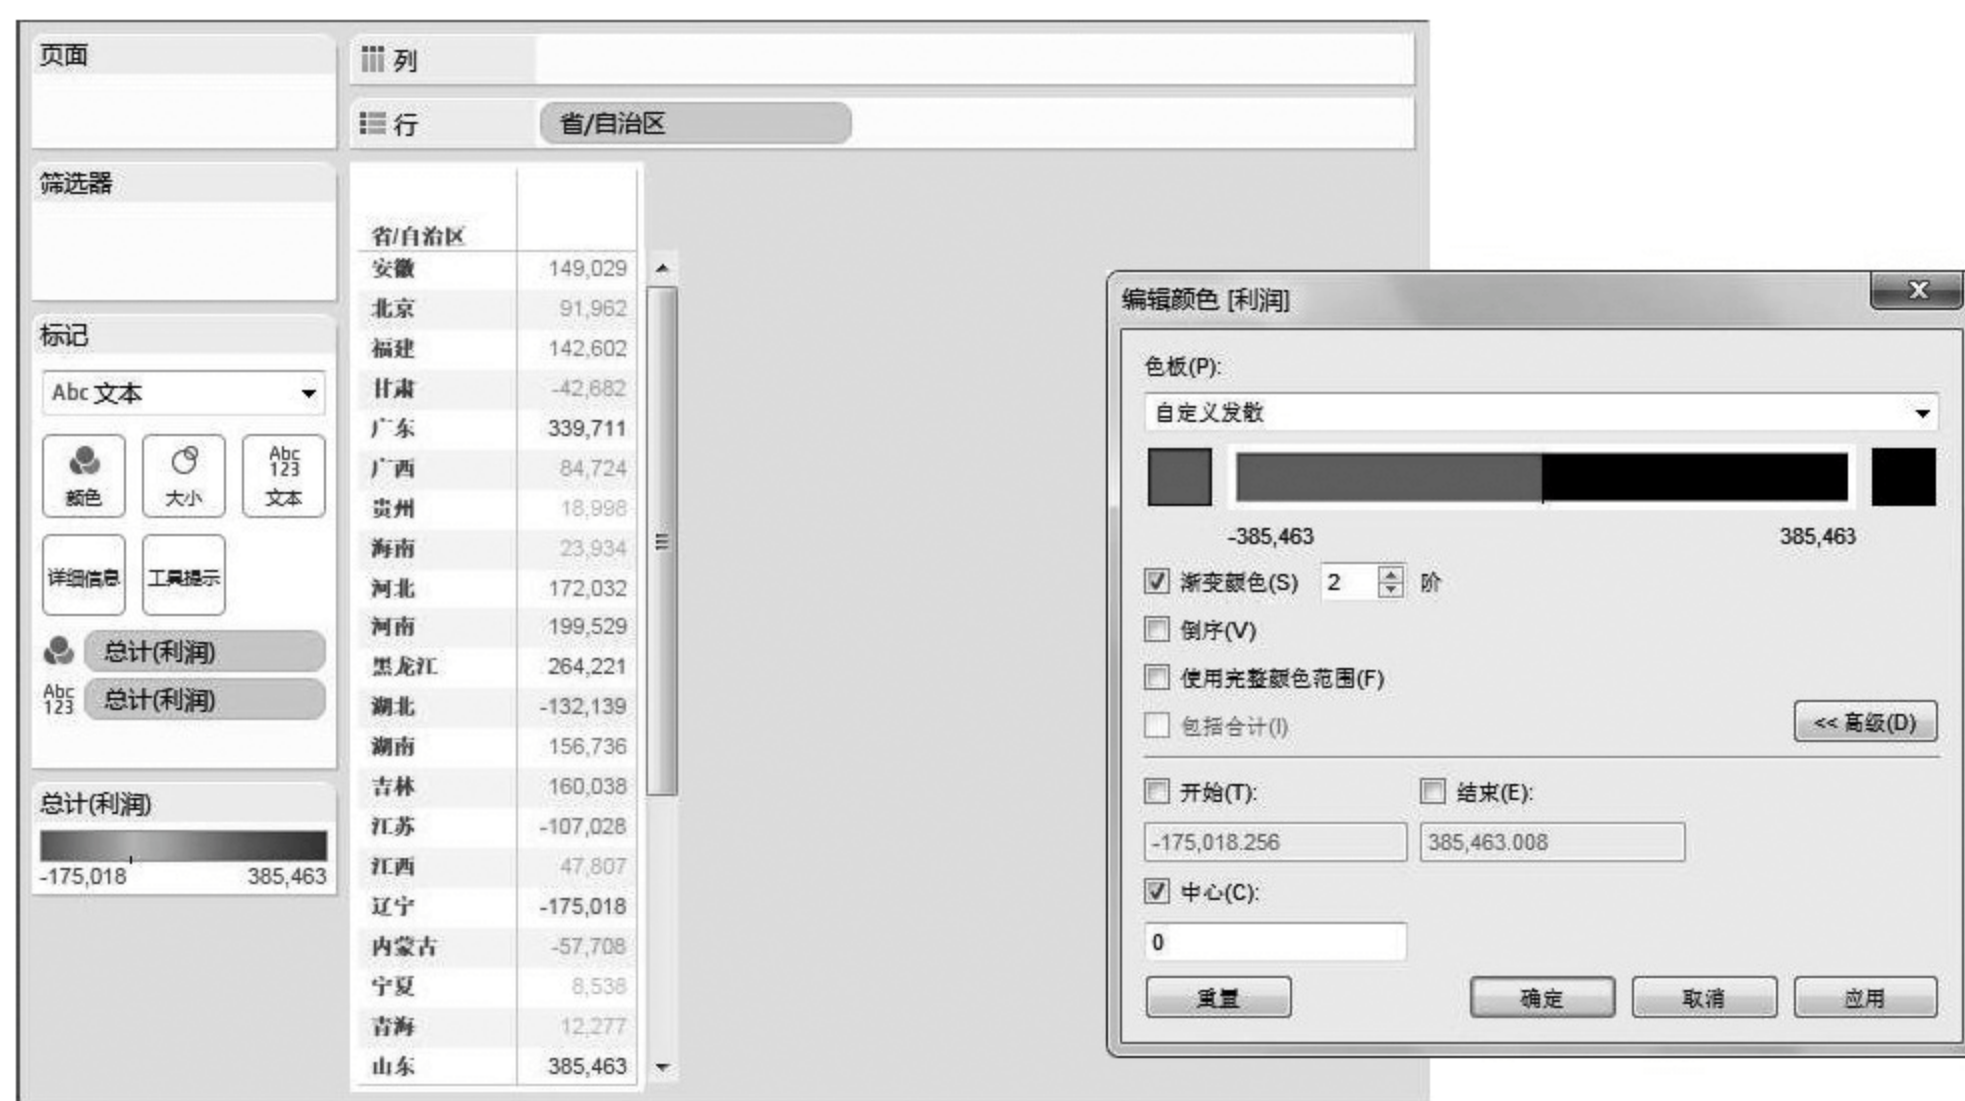 页面
列
行 省/自治区
筛选器
标记
Abc 文本
颜色
大小
Abc
123
文本
详细信息
工具提示
总计(利润)
Abc
123
总计(利润)
总计(利润)
-175,018 385,463
省/自治区
安徽 149,029
北京 91,962
福建 142,602
甘肃 -42,682
广东 339,711
广西 84,724
贵州 18,998
海南 23,934
河北 172,032
河南 199,529
黑龙江 264,221
湖北 -132,139
湖南 156,736
吉林 160,038
江苏 -107,028
江西 47,807
辽宁 -175,018
内蒙古 -57,708
宁夏 8,538
青海 12,277
山东 385,463
编辑颜色 [利润]
色板(P):
自定义发散
-385,463 385,463
渐变颜色(S) 2 阶
倒序(V)
使用完整颜色范围(F)
包括合计(I)
<< 高级(D)
开始(T): 结束(E):
-175,018.256 385,463.008
中心(C):
0
重置 确定 取消 应用